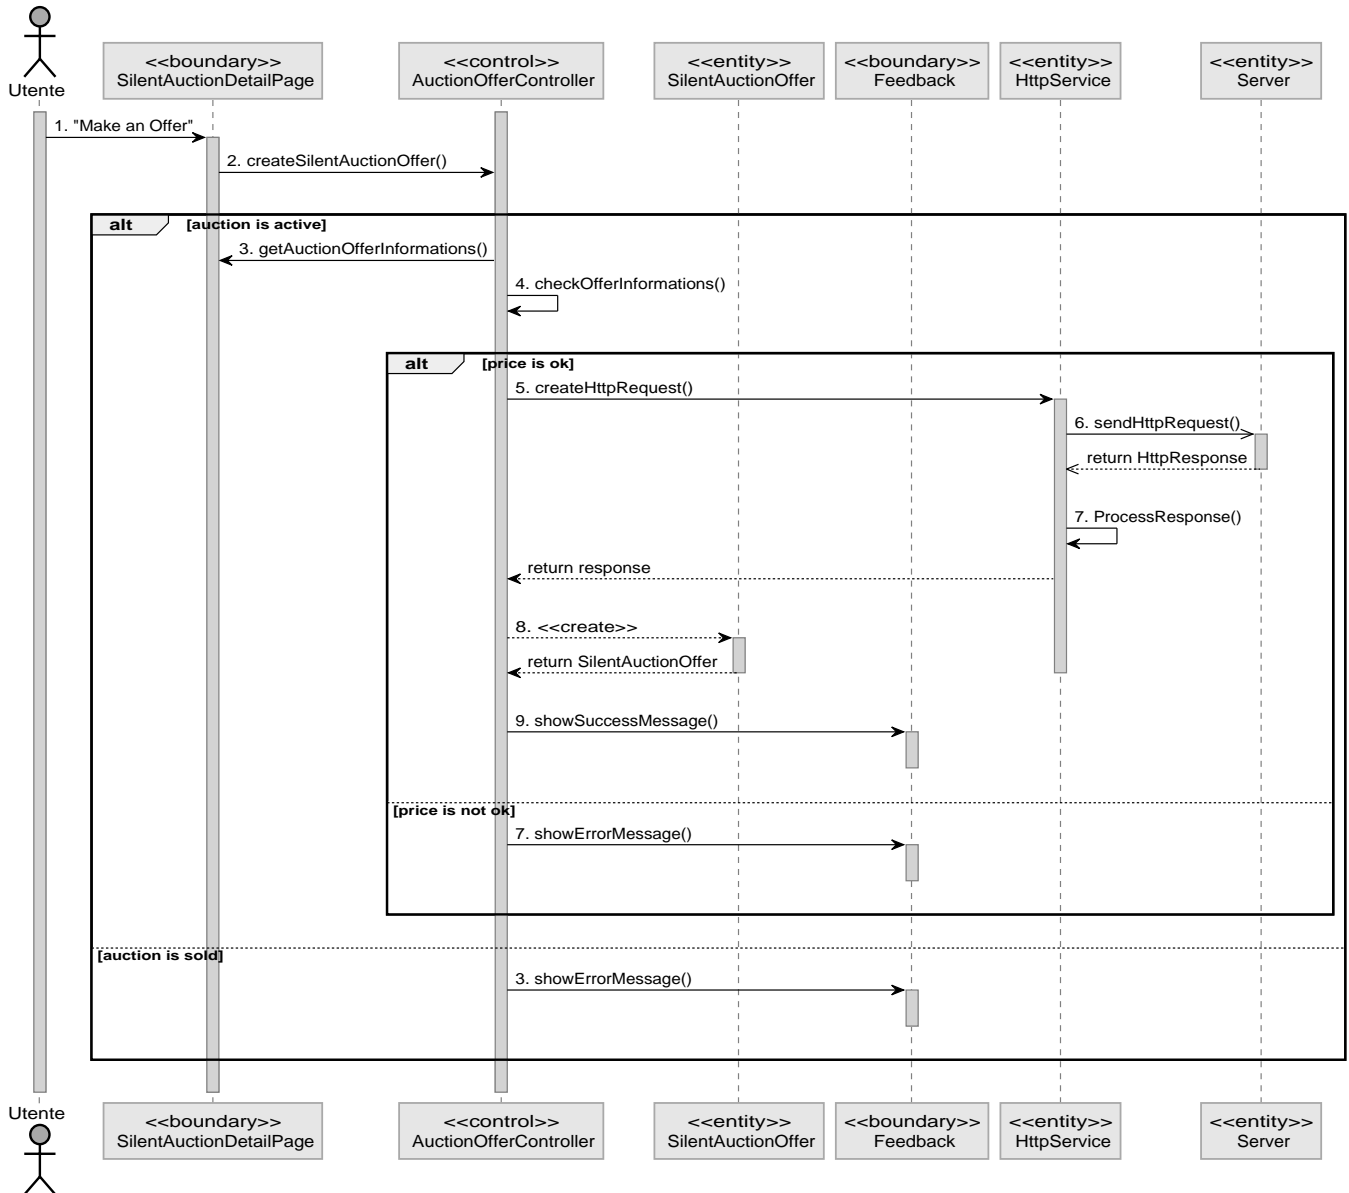 Utente
<<boundary>>
SilentAuctionDetailPage
<<control>>
AuctionOfferController
<<entity>>
SilentAuctionOffer
<<boundary>>
Feedback
<<entity>>
HttpService
<<entity>>
Server
1. "Make an Offer"
2. createSilentAuctionOffer()
alt [auction is active]
3. getAuctionOfferInformations()
4. checkOfferInformations()
alt [price is ok]
5. createHttpRequest()
6. sendHttpRequest()
return HttpResponse
7. ProcessResponse()
return response
8. <<create>>
return SilentAuctionOffer
9. showSuccessMessage()
[price is not ok]
7. showErrorMessage()
[auction is sold]
3. showErrorMessage()
Utente
<<boundary>>
SilentAuctionDetailPage
<<control>>
AuctionOfferController
<<entity>>
SilentAuctionOffer
<<boundary>>
Feedback
<<entity>>
HttpService
<<entity>>
Server